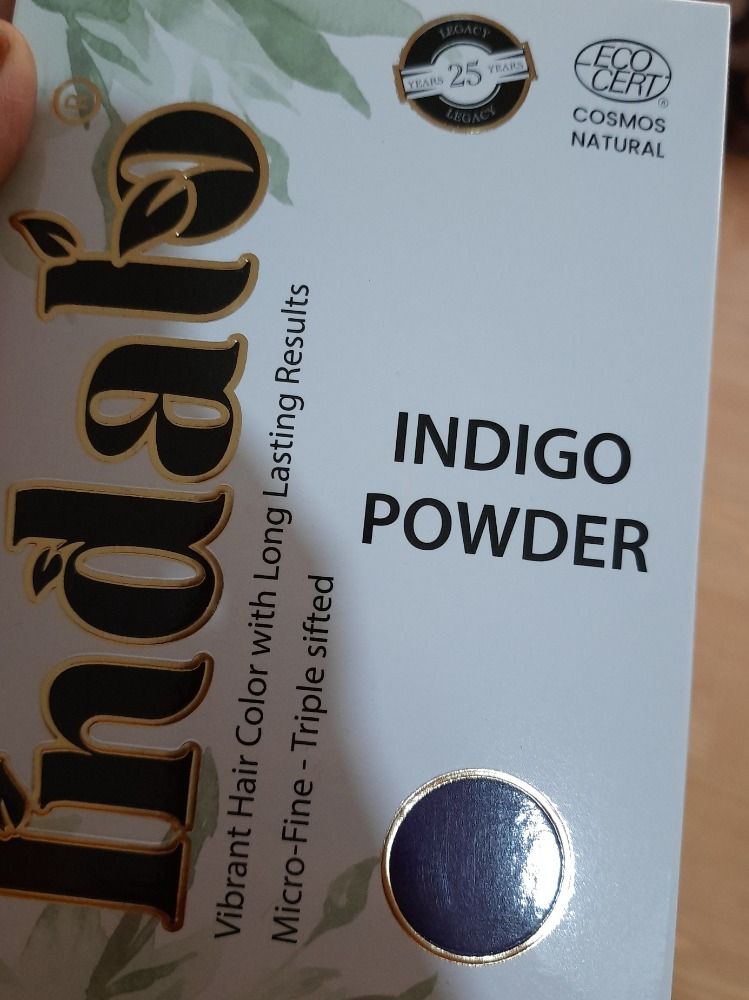 LEGACY
YEARS 25 YEARS
LEGACY
ECO
CERT
®
COSMOS
NATURAL
Indalo®
Vibrant Hair Color with Long Lasting Results
Micro-Fine - Triple sifted
INDIGO
POWDER